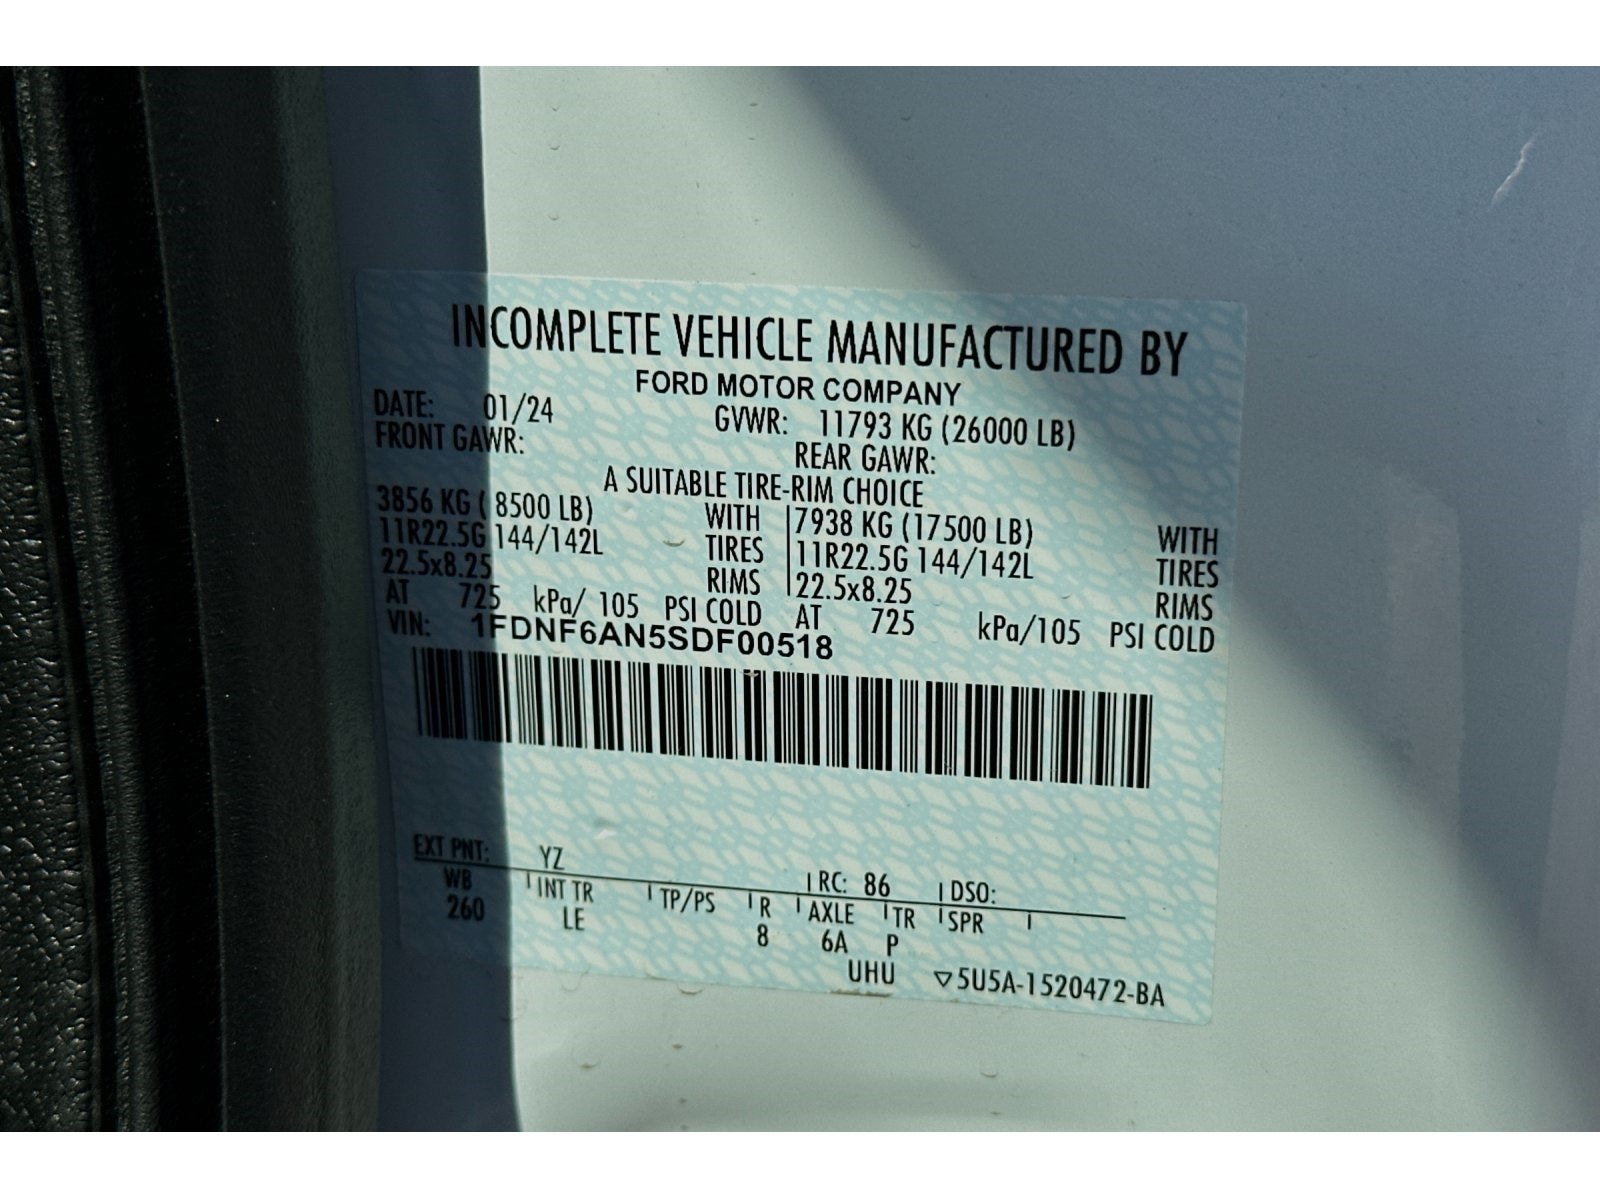 INCOMPLETE VEHICLE MANUFACTURED BY
FORD MOTOR COMPANY
DATE: 01/24 GVWR: 11793 KG (26000 LB)
FRONT GAWR: REAR GAWR:
A SUITABLE TIRE-RIM CHOICE
3856 KG ( 8500 LB) WITH 7938 KG (17500 LB) WITH
11R22.5G 144/142L TIRES 11R22.5G 144/142L TIRES
22.5x8.25 RIMS 22.5x8.25 RIMS
AT 725 kPa/ 105 PSI COLD AT 725 kPa/105 PSI COLD
VIN: 1FDNF6AN5SDF00518
EXT PNT: YZ RC: 86 DSO:
WB INT TR TP/PS R AXLE TR SPR
260 LE 8 6A P
UHU ▽5U5A-1520472-BA